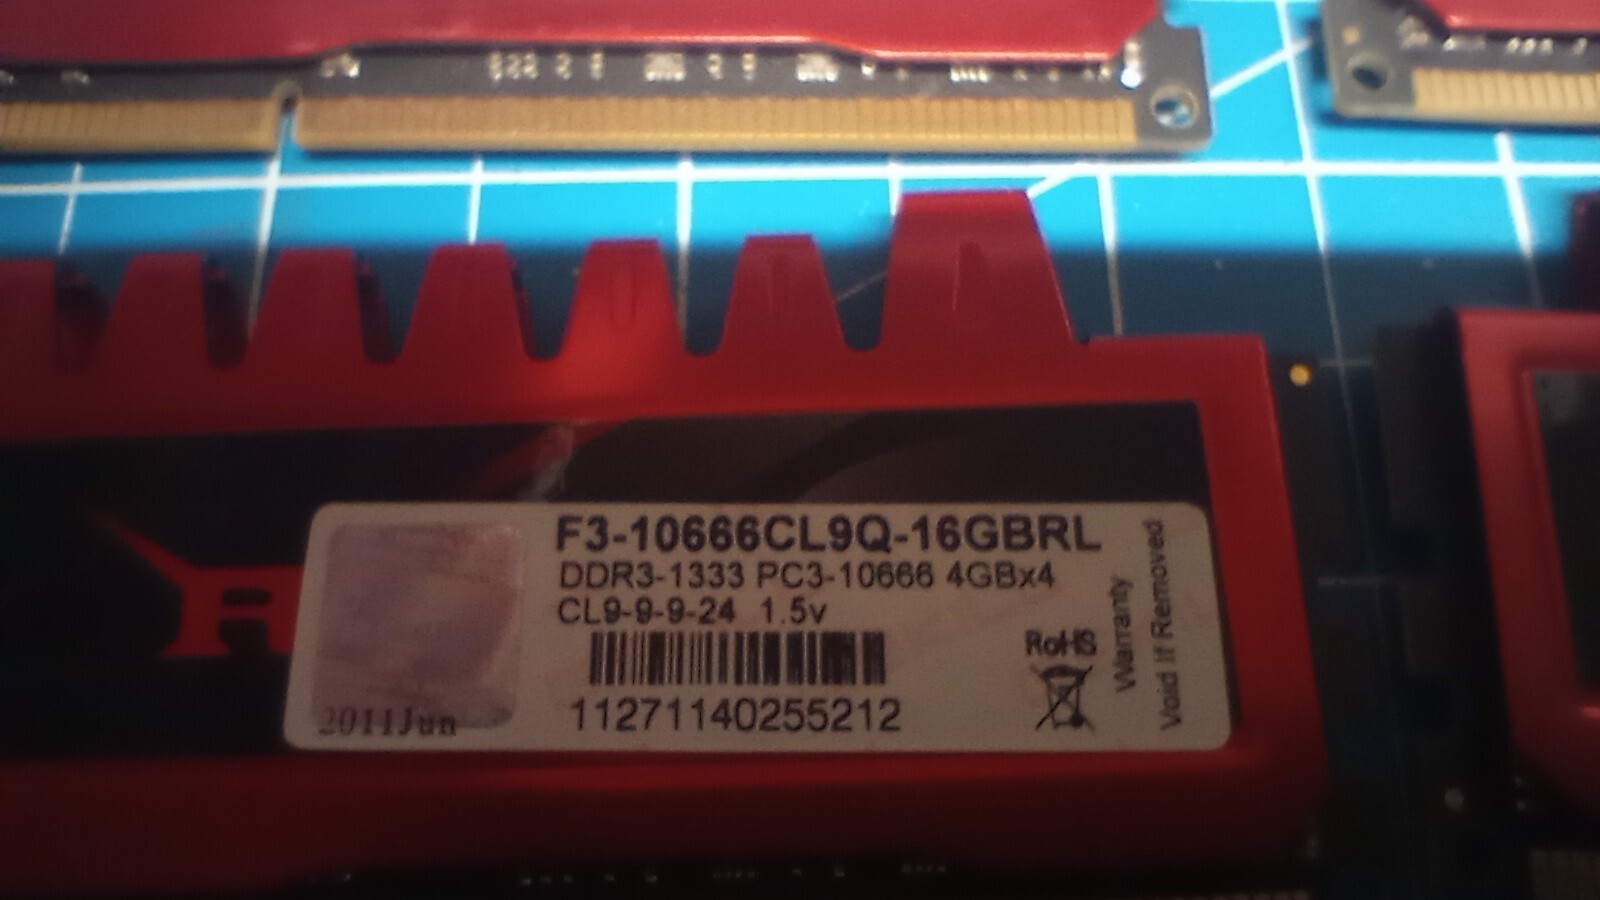 F3-10666CL9Q-16GBRL
DDR3-1333 PC3-10666 4GBx4
CL9-9-9-24 1.5v
11271140255212
2011Jun
RoHS
Warranty
Void If Removed